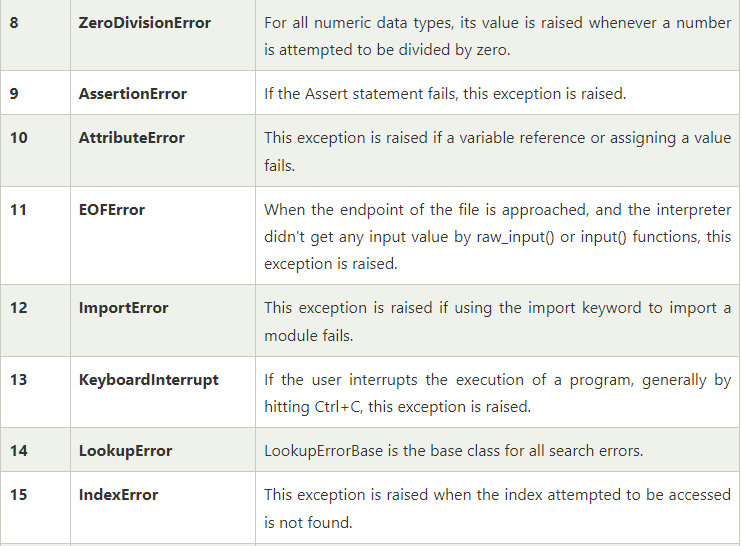 8 ZeroDivisionError For all numeric data types, its value is raised whenever a number
is attempted to be divided by zero.
9 AssertionError If the Assert statement fails, this exception is raised.
10 AttributeError This exception is raised if a variable reference or assigning a value
fails.
11 EOFError When the endpoint of the file is approached, and the interpreter
didn't get any input value by raw_input() or input() functions, this
exception is raised.
12 ImportError This exception is raised if using the import keyword to import a
module fails.
13 KeyboardInterrupt If the user interrupts the execution of a program, generally by
hitting Ctrl+C, this exception is raised.
14 LookupError LookupErrorBase is the base class for all search errors.
15 IndexError This exception is raised when the index attempted to be accessed
is not found.